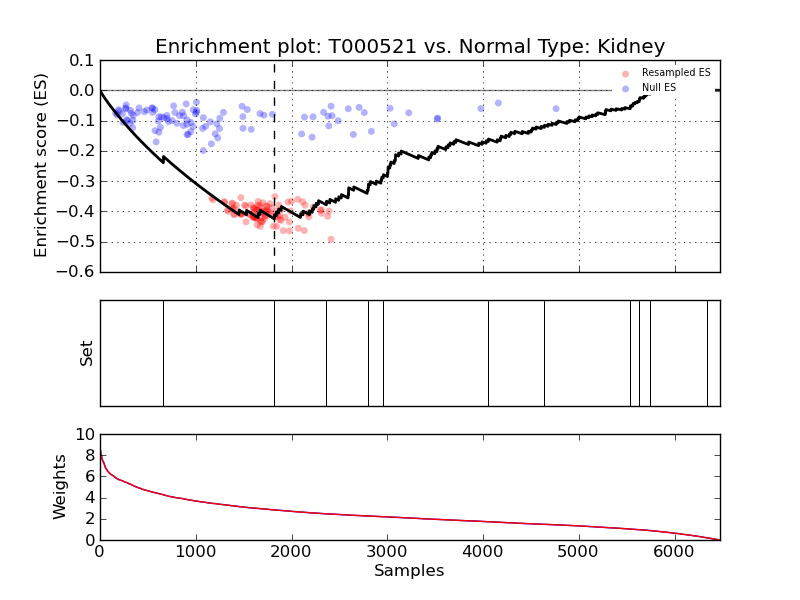 Enrichment plot: T000521 vs. Normal Type: Kidney
0.1
0.0
−0.1
−0.2
−0.3
−0.4
−0.5
−0.6
Enrichment score (ES)
Resampled ES
Null ES
Set
10
8
6
4
2
0
Weights
0 1000 2000 3000 4000 5000 6000
Samples